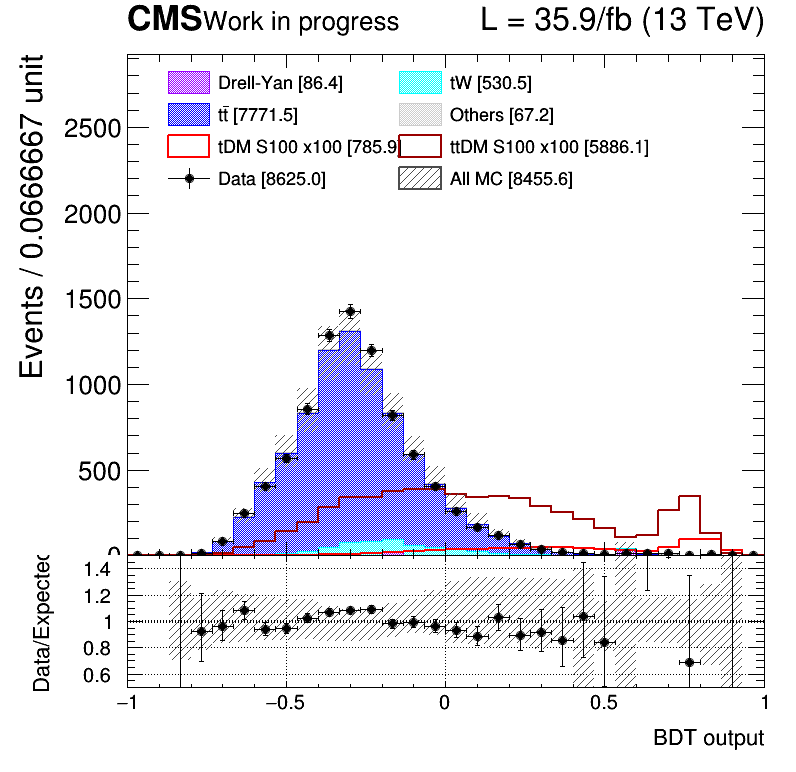 CMS Work in progress L = 35.9/fb (13 TeV)
Events / 0.0666667 unit
2500
2000
1500
1000
500
0
Drell-Yan [86.4] tW [530.5]
tt̄ [7771.5] Others [67.2]
tDM S100 x100 [785.9] ttDM S100 x100 [5886.1]
Data [8625.0] All MC [8455.6]
Data/Expected
1.4
1.2
1
0.8
0.6
−1 −0.5 0 0.5 1
BDT output